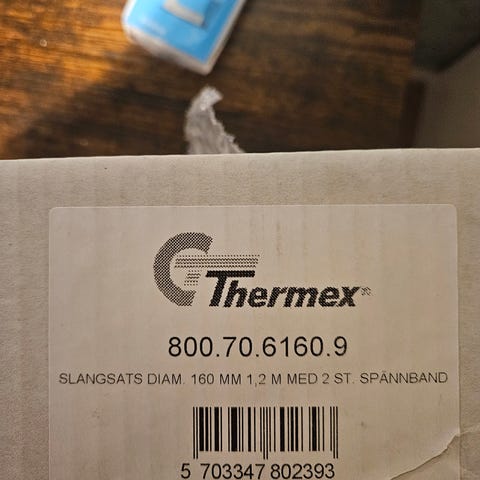 Thermex®
800.70.6160.9
SLANGSATS DIAM. 160 MM 1,2 M MED 2 ST. SPÄNNBAND
5 703347 802393